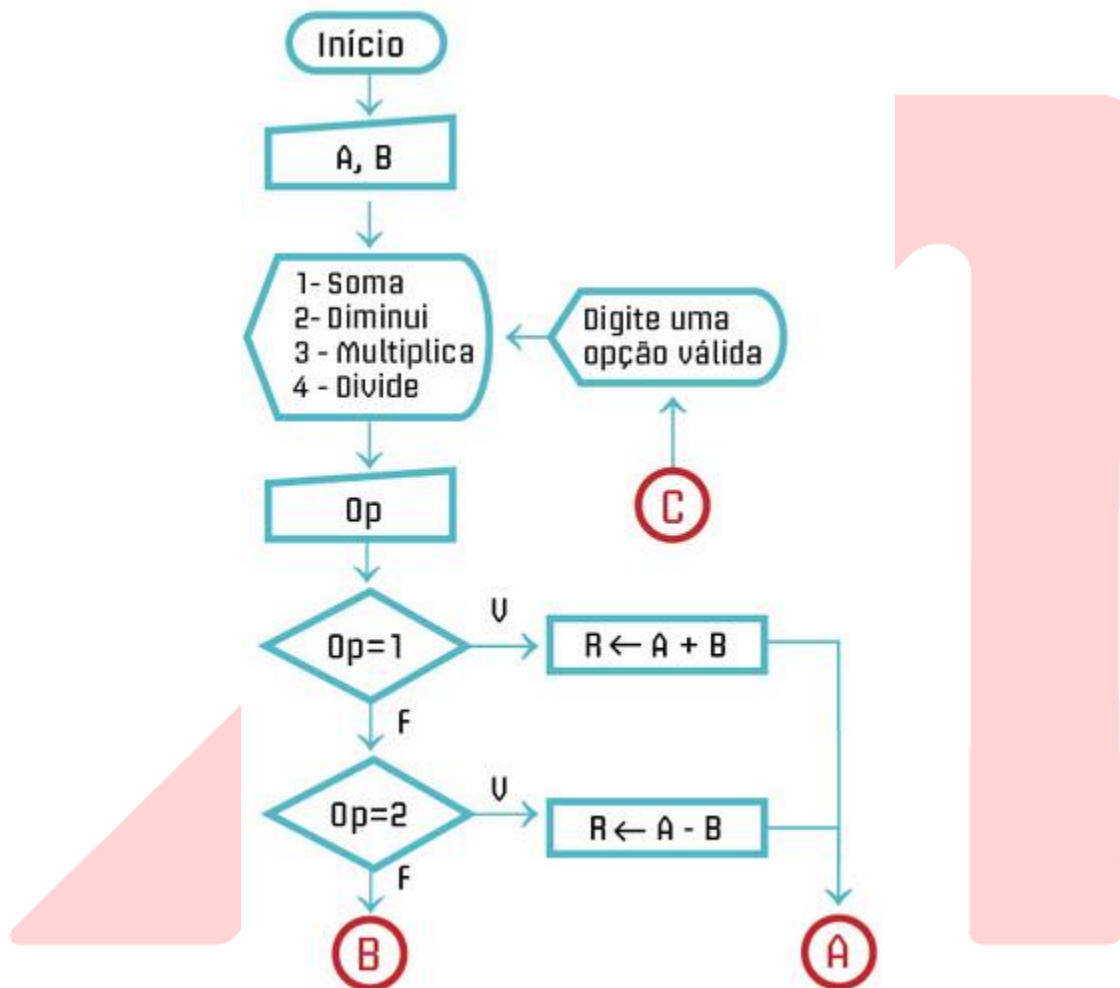 Início
A, B
1- Soma
2- Diminui
3 - Multiplica
4 - Divide
Digite uma
opção válida
C
Op
Op=1
V
R ← A + B
F
Op=2
V
R ← A - B
F
B
A